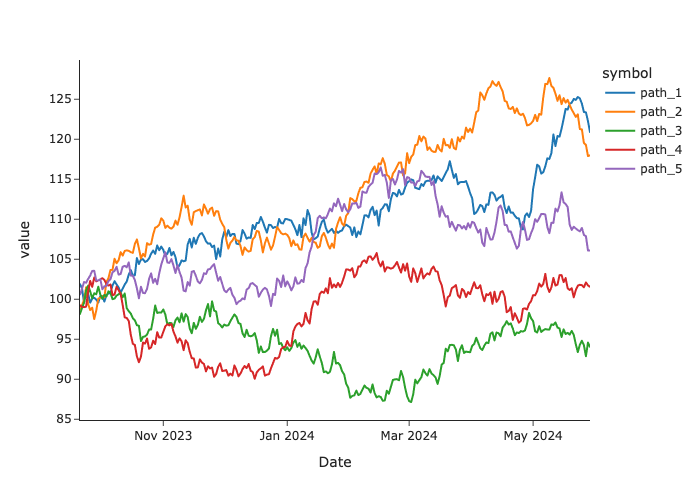 symbol
path_1
path_2
path_3
path_4
path_5
value
125
120
115
110
105
100
95
90
85
Nov 2023 Jan 2024 Mar 2024 May 2024
Date